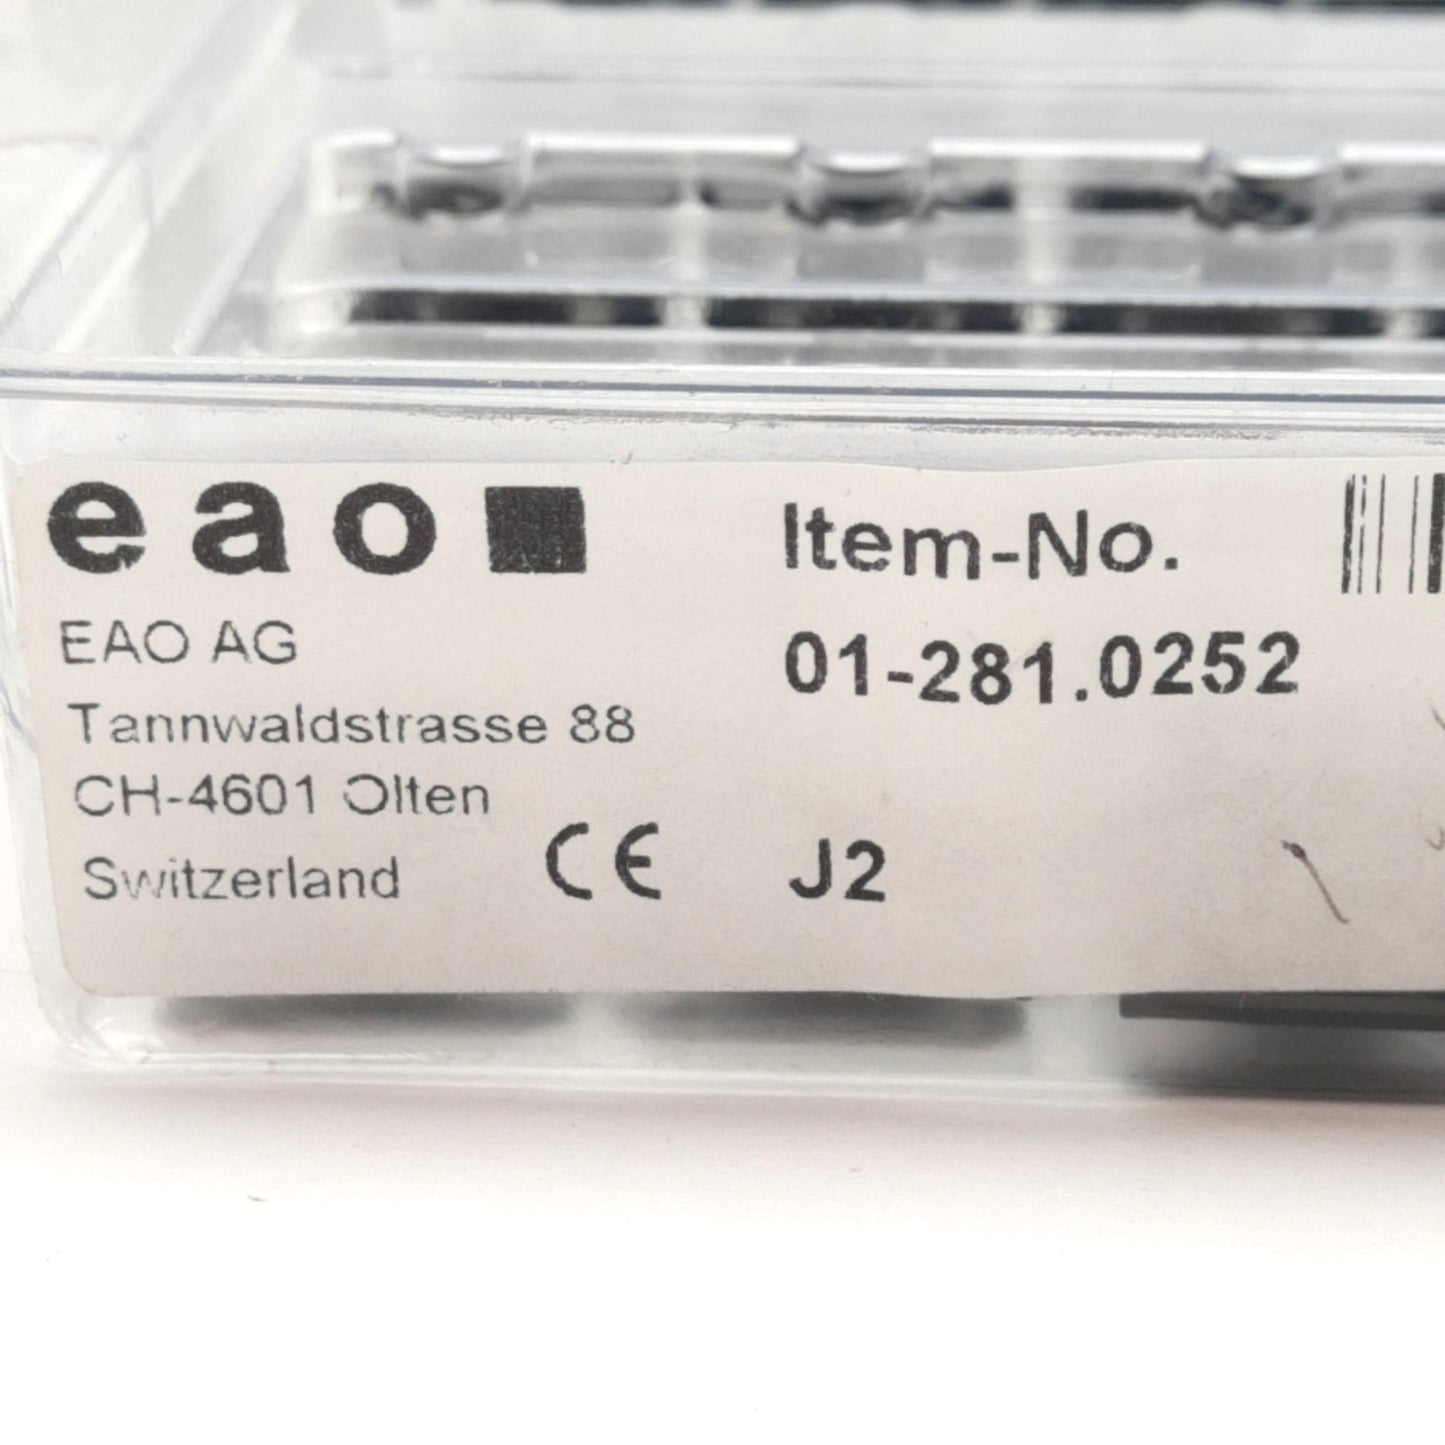 eao
EAO AG
Tannwaldstrasse 88
CH-4601 Olten
Switzerland
CE
Item-No.
01-281.0252
J2